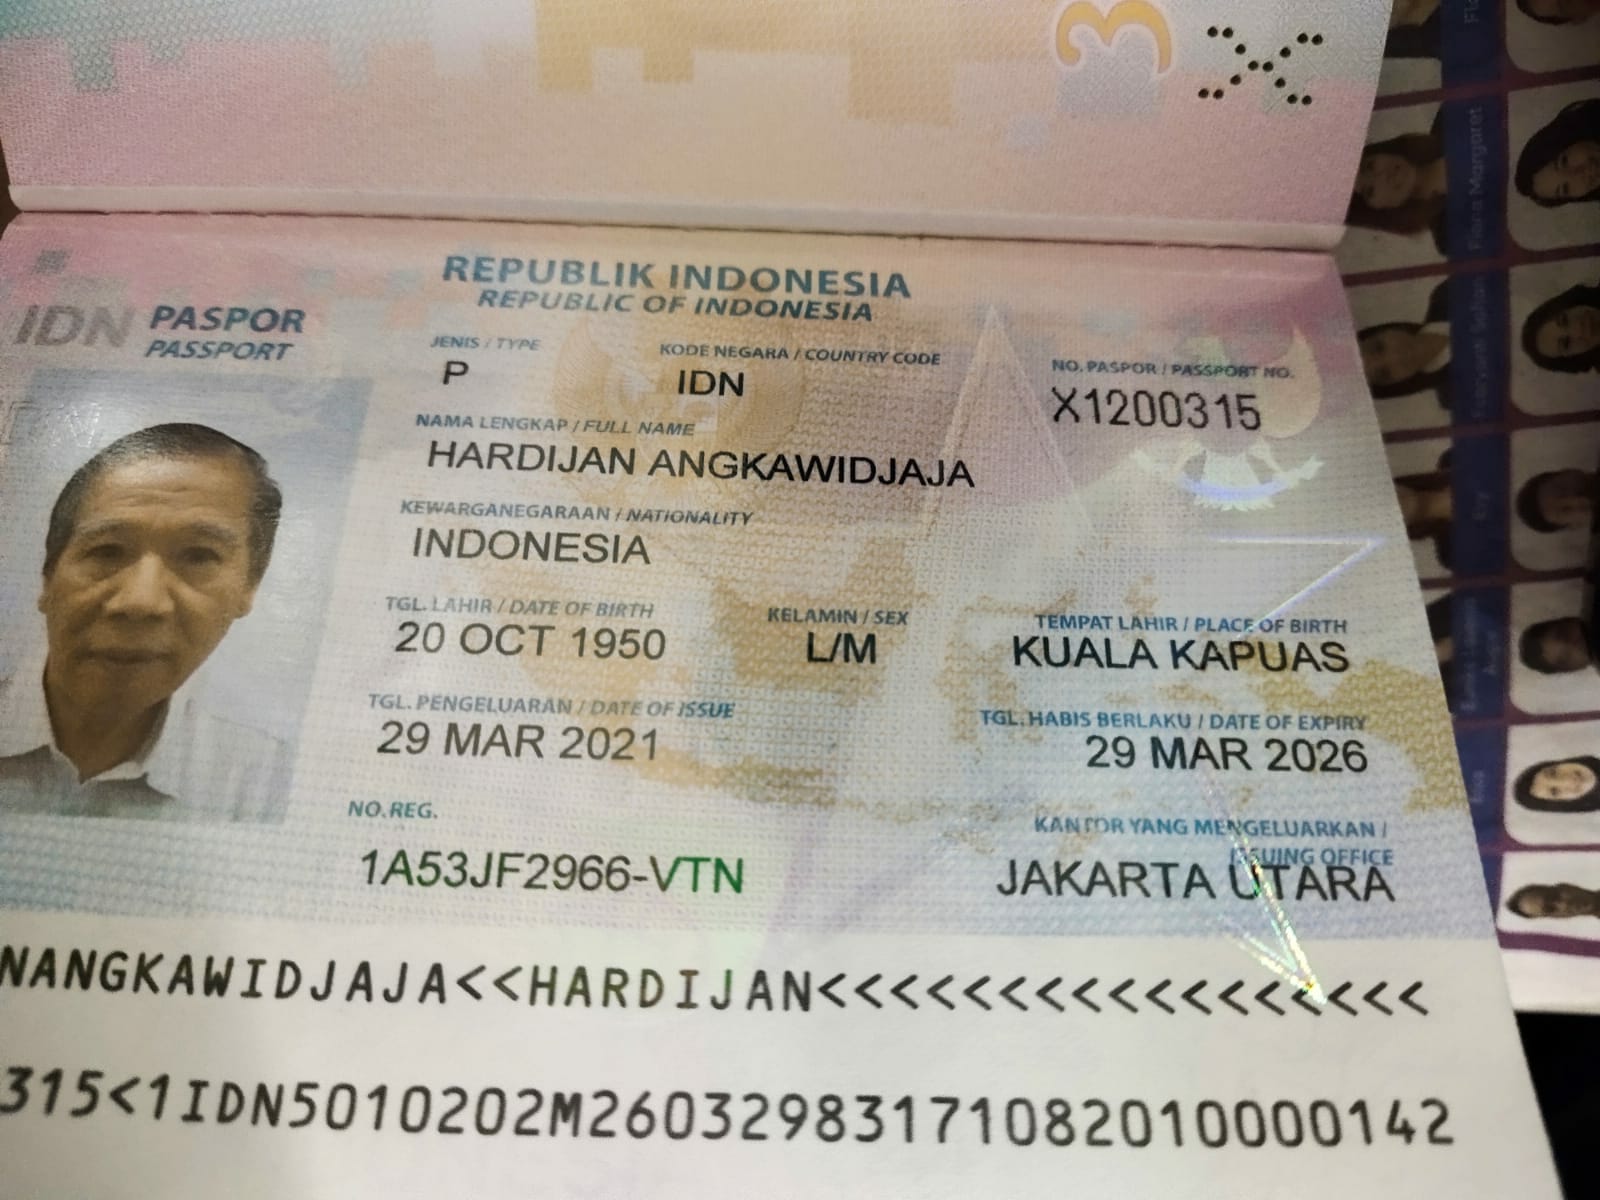 3
X
REPUBLIK INDONESIA
REPUBLIC OF INDONESIA
IDN PASPOR
PASSPORT
JENIS / TYPE KODE NEGARA / COUNTRY CODE NO. PASPOR / PASSPORT NO.
P IDN X1200315
NAMA LENGKAP / FULL NAME
HARDIJAN ANGKAWIDJAJA
KEWARGANEGARAAN / NATIONALITY
INDONESIA
TGL. LAHIR / DATE OF BIRTH KELAMIN / SEX TEMPAT LAHIR / PLACE OF BIRTH
20 OCT 1950 L/M KUALA KAPUAS
TGL. PENGELUARAN / DATE OF ISSUE TGL. HABIS BERLAKU / DATE OF EXPIRY
29 MAR 2021 29 MAR 2026
NO. REG. KANTOR YANG MENGELUARKAN /
ISSUING OFFICE
1A53JF2966-VTN JAKARTA UTARA
NANGKAWIDJAJA<<HARDIJAN<<<<<<<<<<<<<<<<<<<
315<1IDN5010202M2603298317108201000​0142
Fiana Margaret